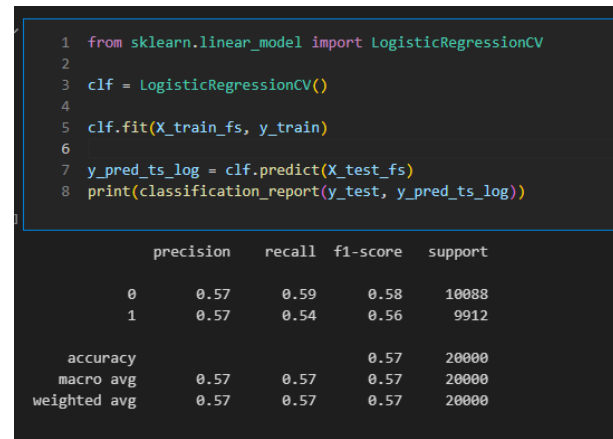 1 from sklearn.linear_model import LogisticRegressionCV
2
3 clf = LogisticRegressionCV()
4
5 clf.fit(X_train_fs, y_train)
6
7 y_pred_ts_log = clf.predict(X_test_fs)
8 print(classification_report(y_test, y_pred_ts_log))
]
precision recall f1-score support
0 0.57 0.59 0.58 10088
1 0.57 0.54 0.56 9912
accuracy 0.57 20000
macro avg 0.57 0.57 0.57 20000
weighted avg 0.57 0.57 0.57 20000